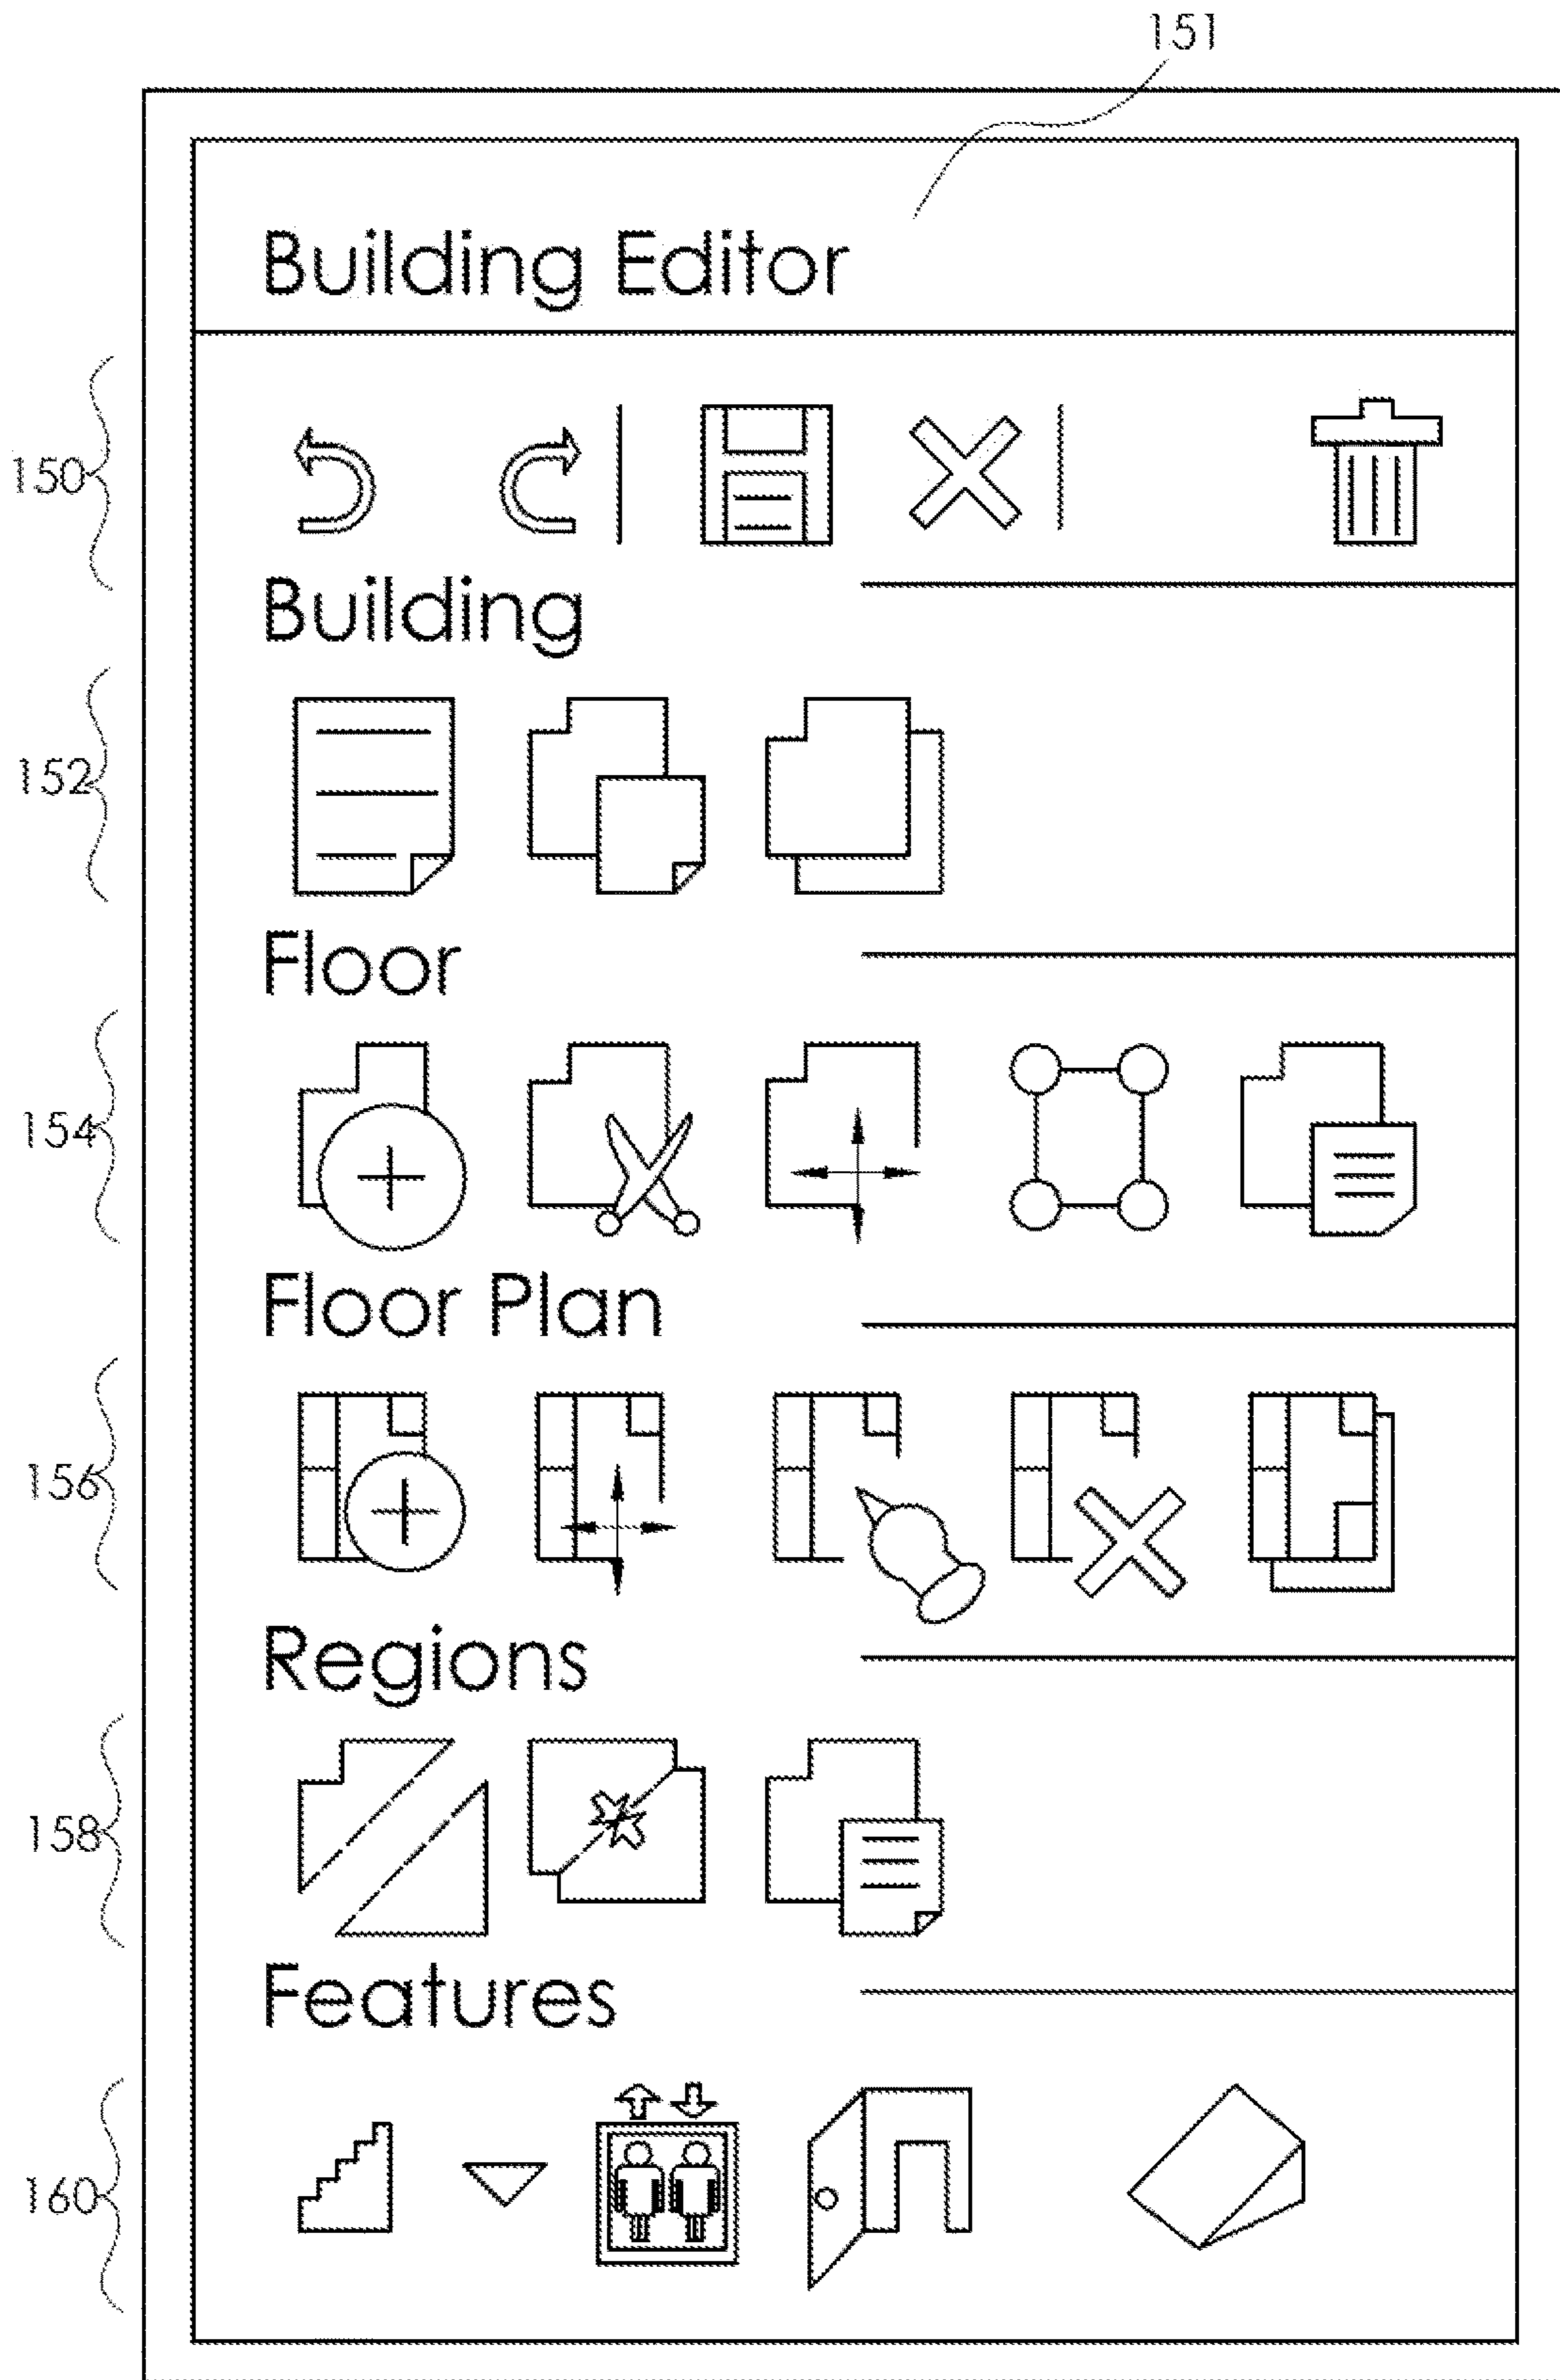 151
Building Editor
150
Building
152
Floor
154
Floor Plan
156
Regions
158
Features
160